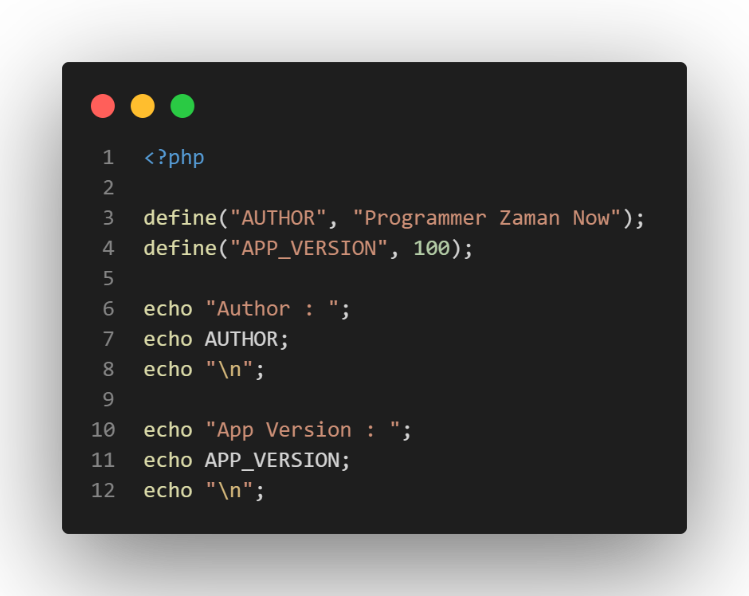 1 <?php
2
3 define("AUTHOR", "Programmer Zaman Now");
4 define("APP_VERSION", 100);
5
6 echo "Author : ";
7 echo AUTHOR;
8 echo "\n";
9
10 echo "App Version : ";
11 echo APP_VERSION;
12 echo "\n";